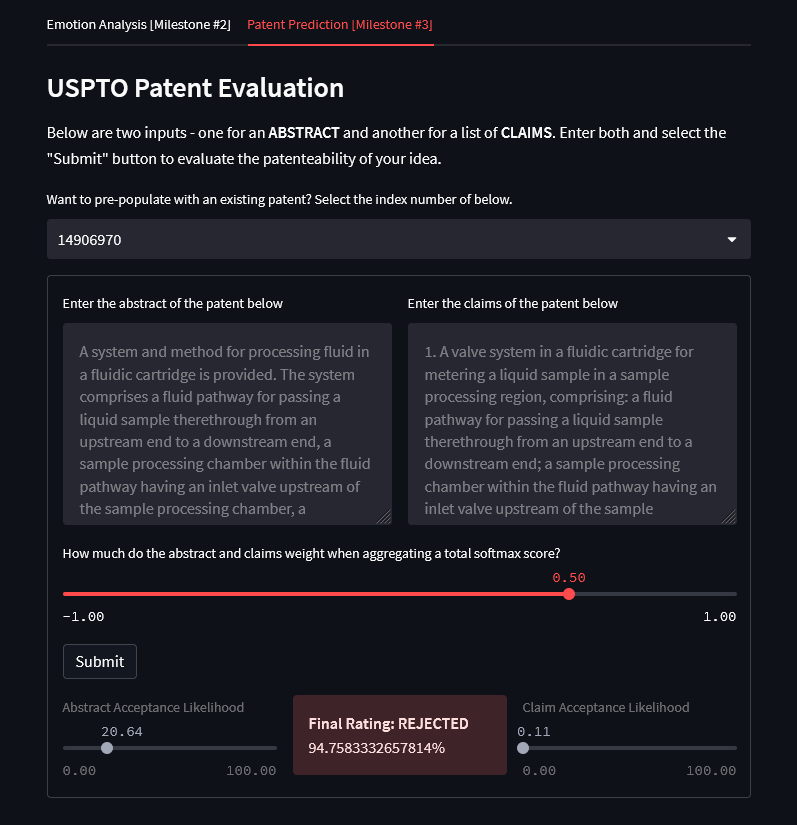 Emotion Analysis [Milestone #2] Patent Prediction [Milestone #3]
USPTO Patent Evaluation
Below are two inputs - one for an ABSTRACT and another for a list of CLAIMS. Enter both and select the
"Submit" button to evaluate the patenteability of your idea.
Want to pre-populate with an existing patent? Select the index number of below.
14906970
Enter the abstract of the patent below
A system and method for processing fluid in
a fluidic cartridge is provided. The system
comprises a fluid pathway for passing a
liquid sample therethrough from an
upstream end to a downstream end, a
sample processing chamber within the fluid
pathway having an inlet valve upstream of
the sample processing chamber, a
Enter the claims of the patent below
1. A valve system in a fluidic cartridge for
metering a liquid sample in a sample
processing region, comprising: a fluid
pathway for passing a liquid sample
therethrough from an upstream end to a
downstream end; a sample processing
chamber within the fluid pathway having an
inlet valve upstream of the sample
How much do the abstract and claims weight when aggregating a total softmax score?
0.50
-1.00 1.00
Submit
Abstract Acceptance Likelihood
20.64
0.00 100.00
Final Rating: REJECTED
94.7583332657814%
Claim Acceptance Likelihood
0.11
0.00 100.00